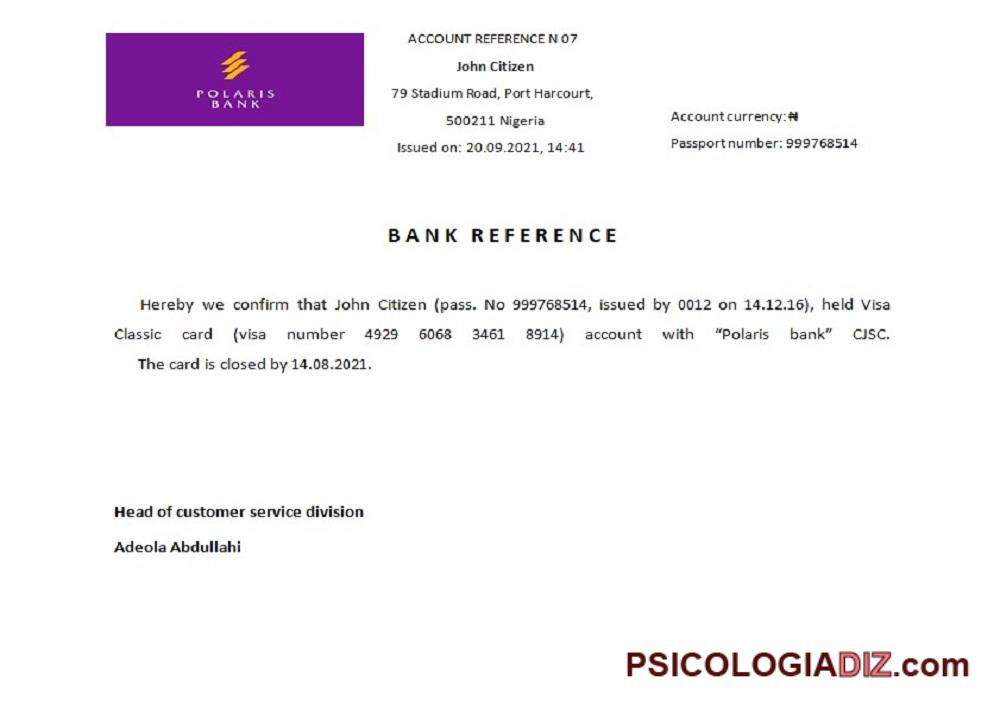 POLARIS
BANK
ACCOUNT REFERENCE N 07
John Citizen
79 Stadium Road, Port Harcourt,
500211 Nigeria
Issued on: 20.09.2021, 14:41
Account currency: ₦
Passport number: 999768514
BANK REFERENCE
Hereby we confirm that John Citizen (pass. No 999768514, issued by 0012 on 14.12.16), held Visa
Classic card (visa number 4929 6068 3461 8914) account with “Polaris bank” CJSC.
The card is closed by 14.08.2021.
Head of customer service division
Adeola Abdullahi
PSICOLOGIADIZ.com